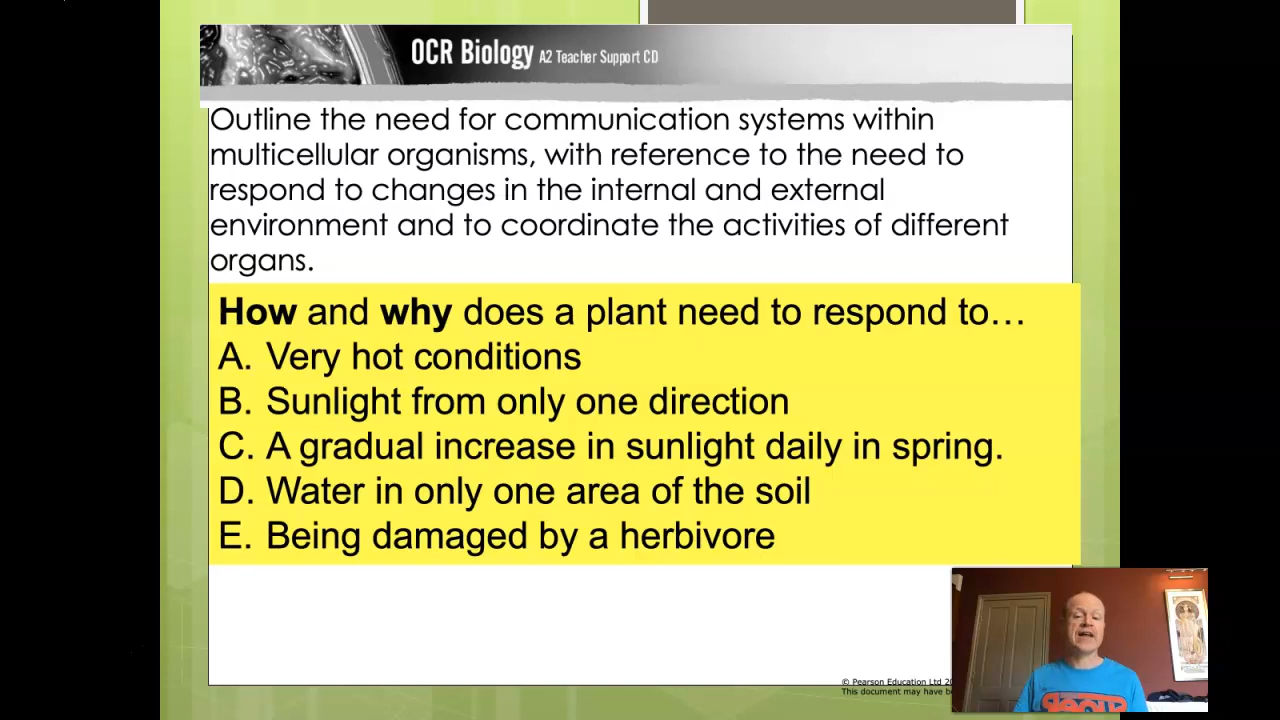 OCR Biology A2 Teacher Support CD
Outline the need for communication systems within
multicellular organisms, with reference to the need to
respond to changes in the internal and external
environment and to coordinate the activities of different
organs.
How and why does a plant need to respond to…
A. Very hot conditions
B. Sunlight from only one direction
C. A gradual increase in sunlight daily in spring.
D. Water in only one area of the soil
E. Being damaged by a herbivore
© Pearson Education Ltd
This document may have